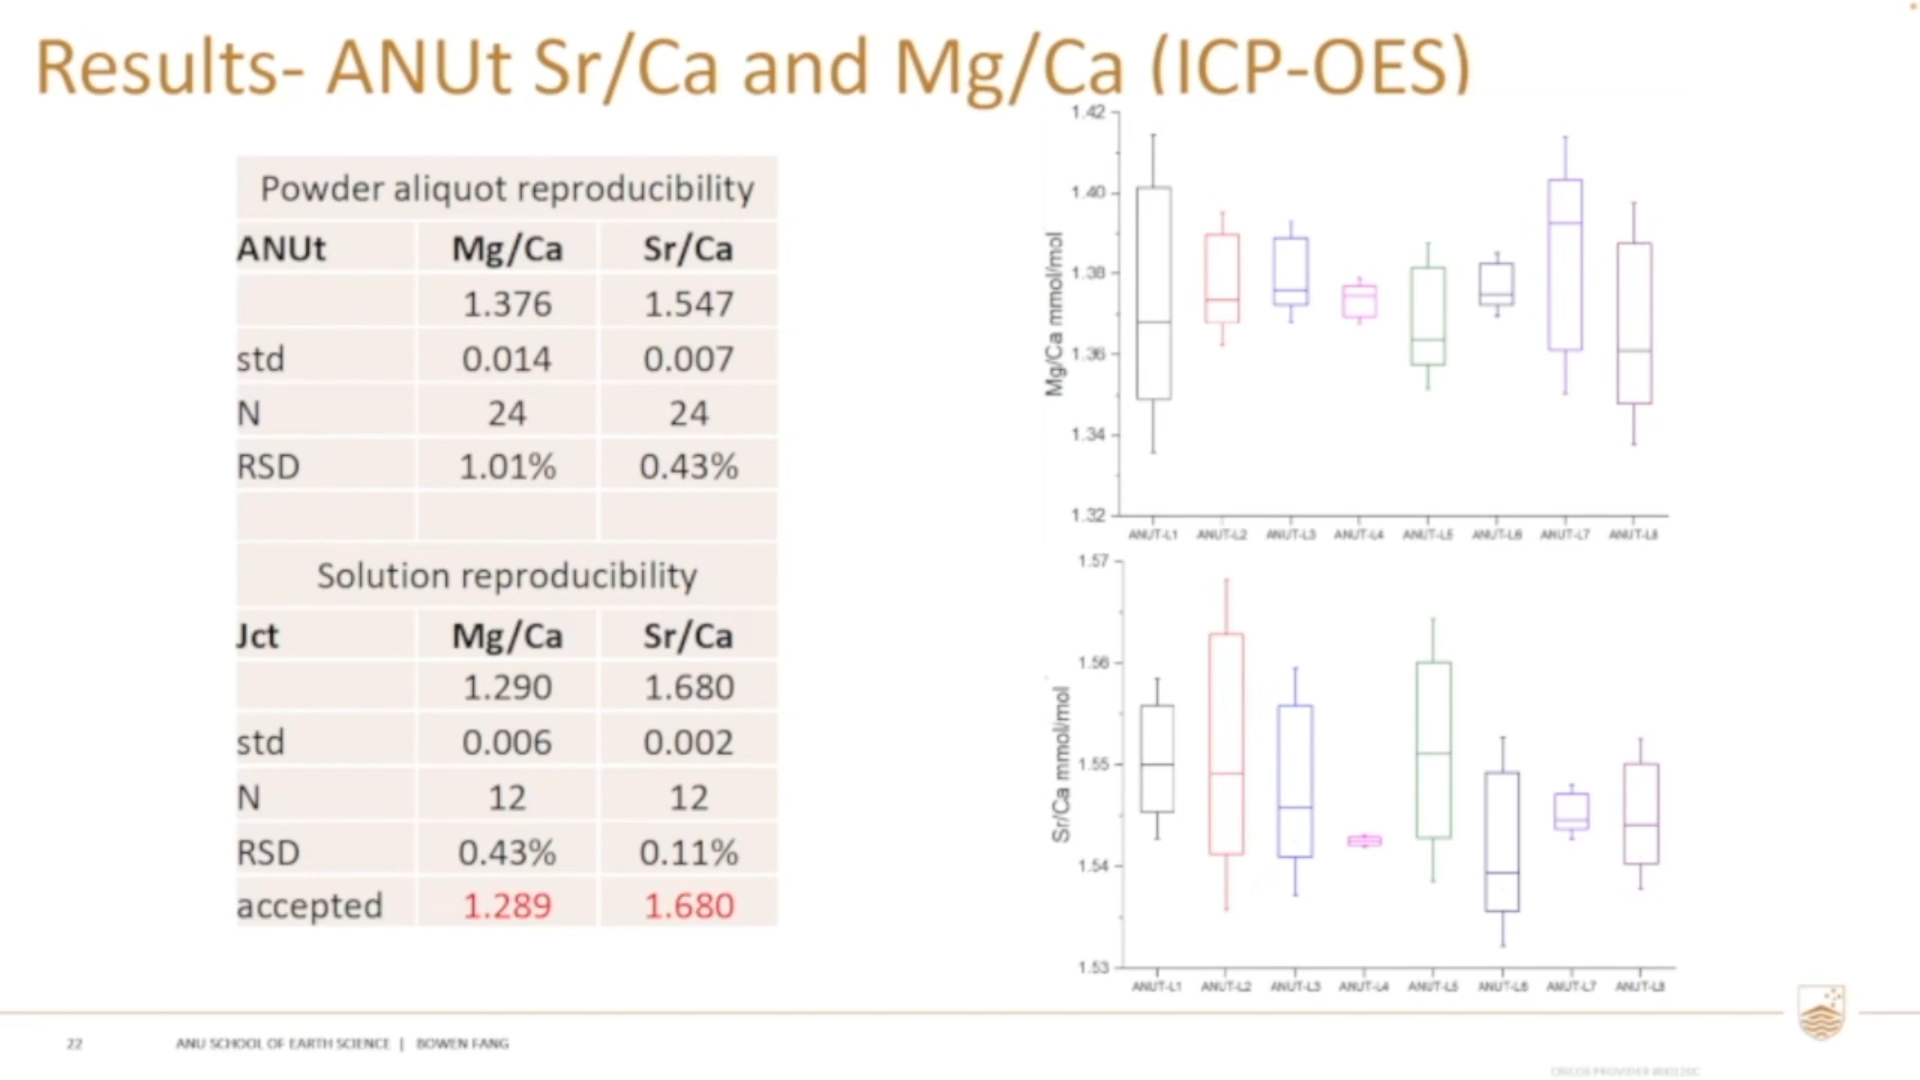 Results- ANUt Sr/Ca and Mg/Ca (ICP-OES)
Powder aliquot reproducibility
ANUt Mg/Ca Sr/Ca
1.376 1.547
std 0.014 0.007
N 24 24
RSD 1.01% 0.43%
Solution reproducibility
Jct Mg/Ca Sr/Ca
1.290 1.680
std 0.006 0.002
N 12 12
RSD 0.43% 0.11%
accepted 1.289 1.680
Mg/Ca mmol/mol
1.42
1.40
1.38
1.36
1.34
1.32
ANUT-L1 ANUT-L2 ANUT-L3 ANUT-L4 ANUT-L5 ANUT-L6 ANUT-L7 ANUT-L8
Sr/Ca mmol/mol
1.57
1.56
1.55
1.54
1.53
ANUT-L1 ANUT-L2 ANUT-L3 ANUT-L4 ANUT-L5 ANUT-L6 ANUT-L7 ANUT-L8
22 ANU SCHOOL OF EARTH SCIENCE | BOWEN FANG
CRICOS PROVIDER #00120C